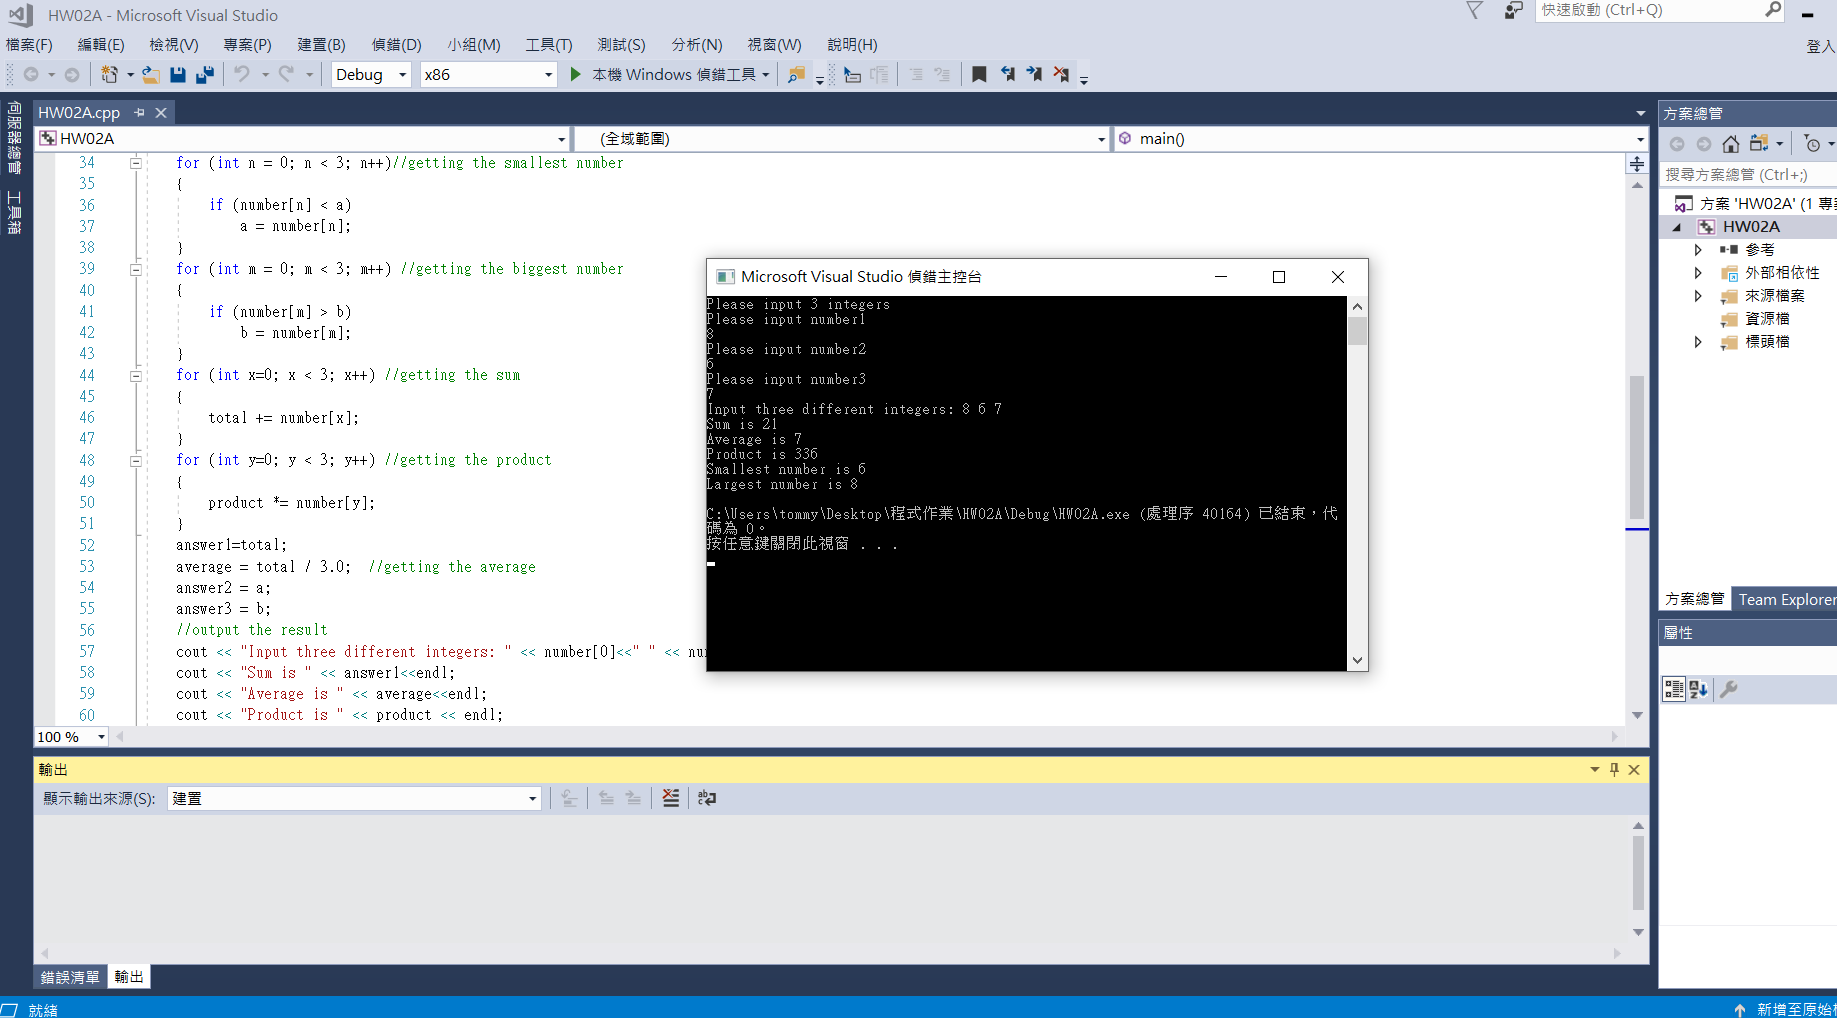 HW02A - Microsoft Visual Studio
快速啟動 (Ctrl+Q)
檔案(F) 編輯(E) 檢視(V) 專案(P) 建置(B) 偵錯(D) 小組(M) 工具(T) 測試(S) 分析(N) 視窗(W) 說明(H)
登入
Debug x86 本機 Windows 偵錯工具
伺服器總管
工具箱
HW02A.cpp
HW02A (全域範圍) main()
34 for (int n = 0; n < 3; n++)//getting the smallest number
35 {
36 if (number[n] < a)
37 a = number[n];
38 }
39 for (int m = 0; m < 3; m++) //getting the biggest number
40 {
41 if (number[m] > b)
42 b = number[m];
43 }
44 for (int x=0; x < 3; x++) //getting the sum
45 {
46 total += number[x];
47 }
48 for (int y=0; y < 3; y++) //getting the product
49 {
50 product *= number[y];
51 }
52 answer1=total;
53 average = total / 3.0; //getting the average
54 answer2 = a;
55 answer3 = b;
56 //output the result
57 cout << "Input three different integers: " << number[0]<<" " << nu
58 cout << "Sum is " << answer1<<endl;
59 cout << "Average is " << average<<endl;
60 cout << "Product is " << product << endl;
100 %
Microsoft Visual Studio 偵錯主控台
Please input 3 integers
Please input number1
8
Please input number2
6
Please input number3
7
Input three different integers: 8 6 7
Sum is 21
Average is 7
Product is 336
Smallest number is 6
Largest number is 8
C:\Users\tommy\Desktop\程式作業\HW02A\Debug\HW02A.exe (處理序 40164) 已結束，代
碼為 0。
按任意鍵關閉此視窗 . . .
方案總管
搜尋方案總管 (Ctrl+;)
方案 'HW02A' (1 專
HW02A
參考
外部相依性
來源檔案
資源檔
標頭檔
方案總管 Team Explorer
屬性
輸出
顯示輸出來源(S): 建置
錯誤清單 輸出
就緒
新增至原始